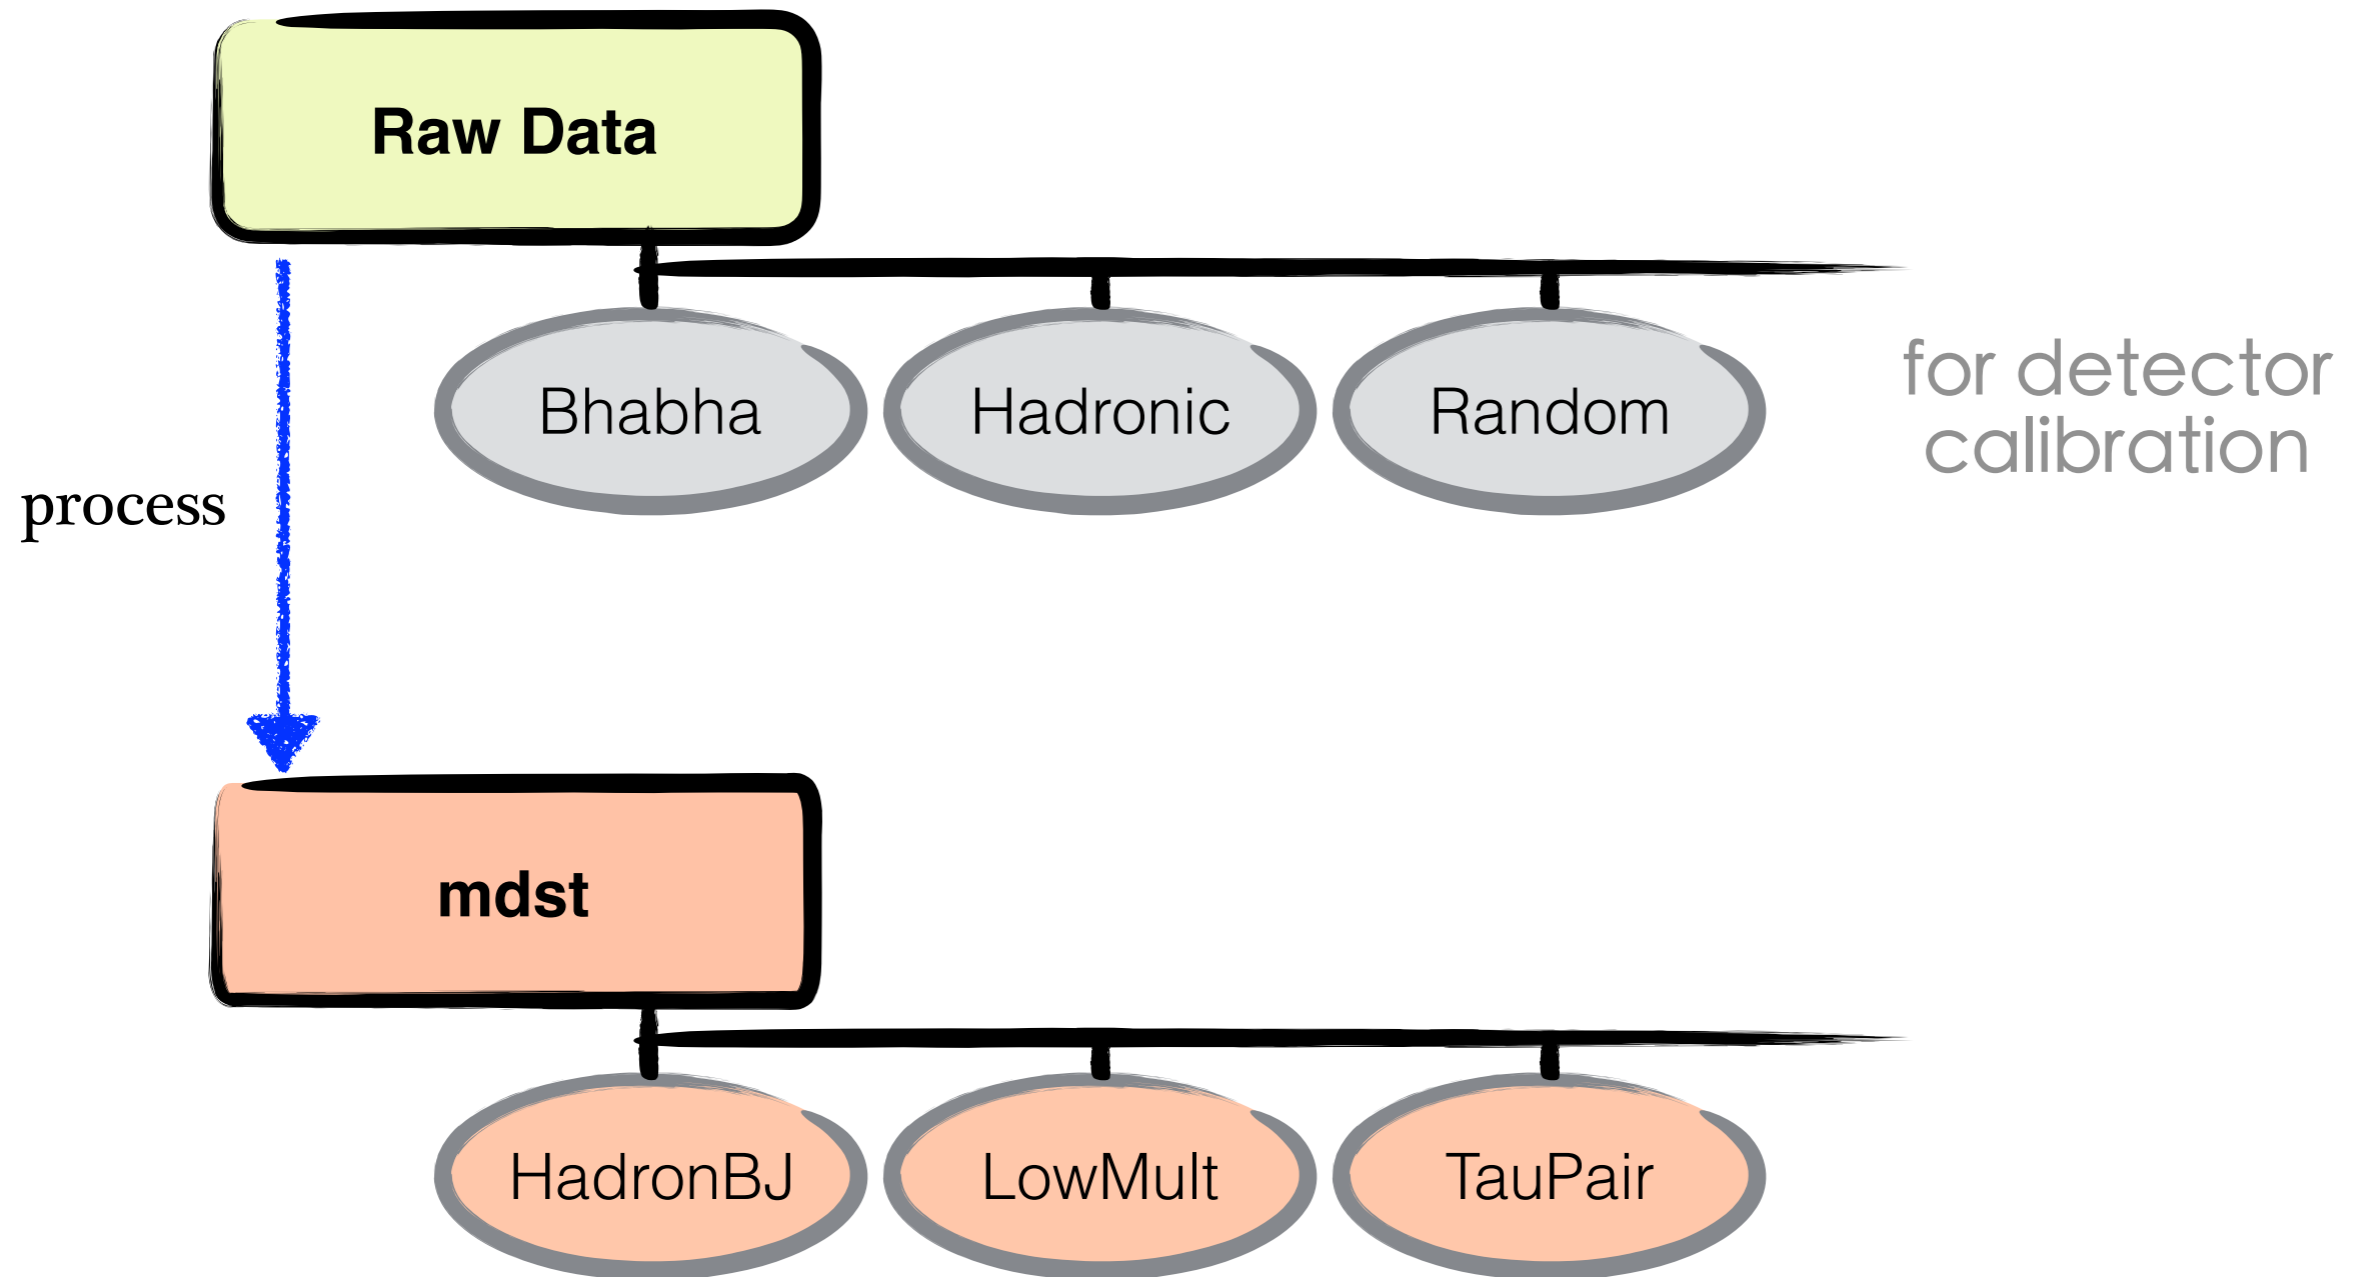 Raw Data
Bhabha
Hadronic
Random
for detector
calibration
process
mdst
HadronBJ
LowMult
TauPair